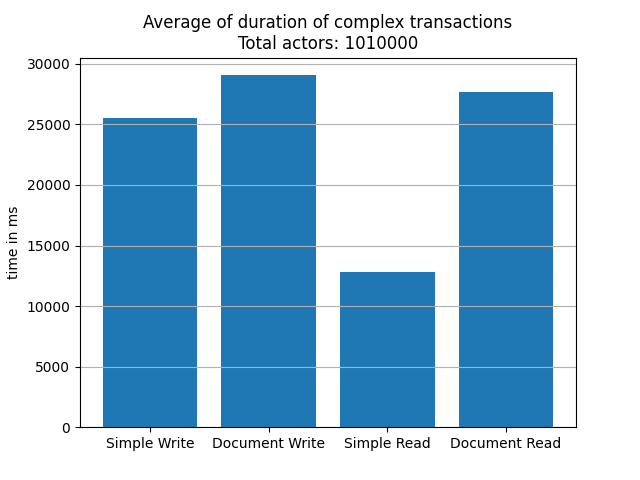 Average of duration of complex transactions
Total actors: 1010000
time in ms
30000
25000
20000
15000
10000
5000
0
Simple Write
Document Write
Simple Read
Document Read